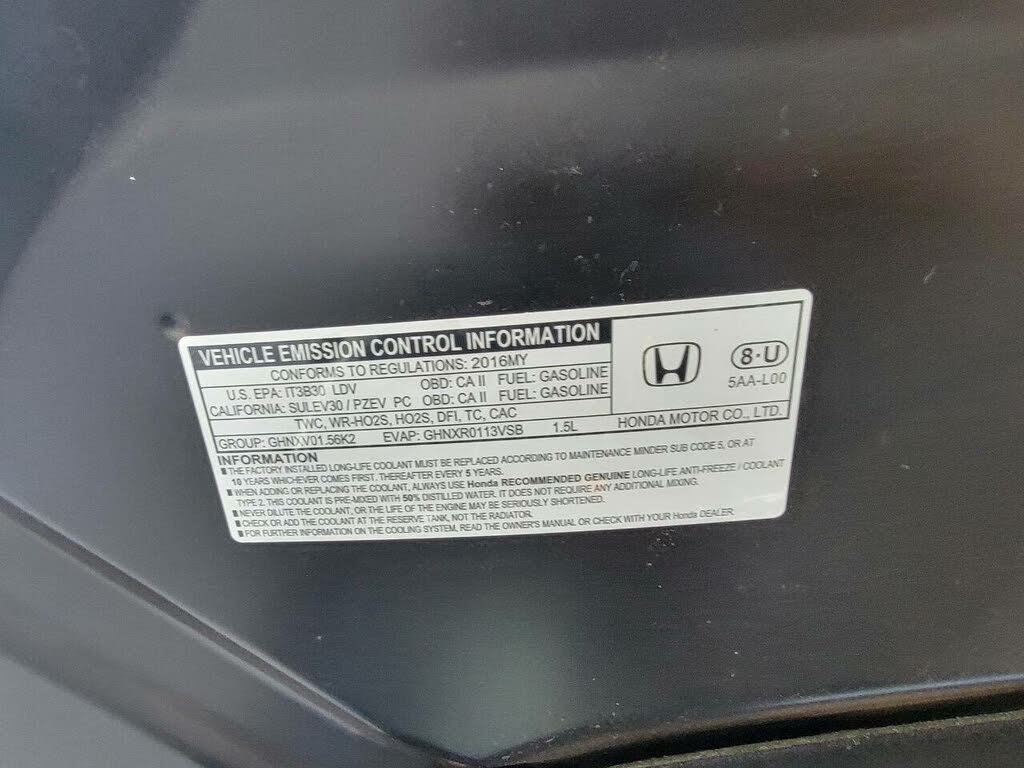 VEHICLE EMISSION CONTROL INFORMATION
CONFORMS TO REGULATIONS: 2016MY
U.S. EPA: IT3B30 LDV OBD: CA II FUEL: GASOLINE
CALIFORNIA: SULEV30 / PZEV PC OBD: CA II FUEL: GASOLINE
TWC, WR-HO2S, HO2S, DFI, TC, CAC
GROUP: GHNXV01.56K2 EVAP: GHNXR0113VSB 1.5L
8·U
5AA-L00
HONDA MOTOR CO., LTD.
INFORMATION
■ THE FACTORY INSTALLED LONG-LIFE COOLANT MUST BE REPLACED ACCORDING TO MAINTENANCE MINDER SUB CODE 5, OR AT
10 YEARS WHICHEVER COMES FIRST. THEREAFTER EVERY 5 YEARS.
■ WHEN ADDING OR REPLACING THE COOLANT, ALWAYS USE Honda RECOMMENDED GENUINE LONG-LIFE ANTI-FREEZE / COOLANT
TYPE 2. THIS COOLANT IS PRE-MIXED WITH 50% DISTILLED WATER. IT DOES NOT REQUIRE ANY ADDITIONAL MIXING.
■ NEVER DILUTE THE COOLANT, OR THE LIFE OF THE ENGINE MAY BE SERIOUSLY SHORTENED.
■ CHECK OR ADD THE COOLANT AT THE RESERVE TANK, NOT THE RADIATOR.
■ FOR FURTHER INFORMATION ON THE COOLING SYSTEM, READ THE OWNER'S MANUAL OR CHECK WITH YOUR Honda DEALER.